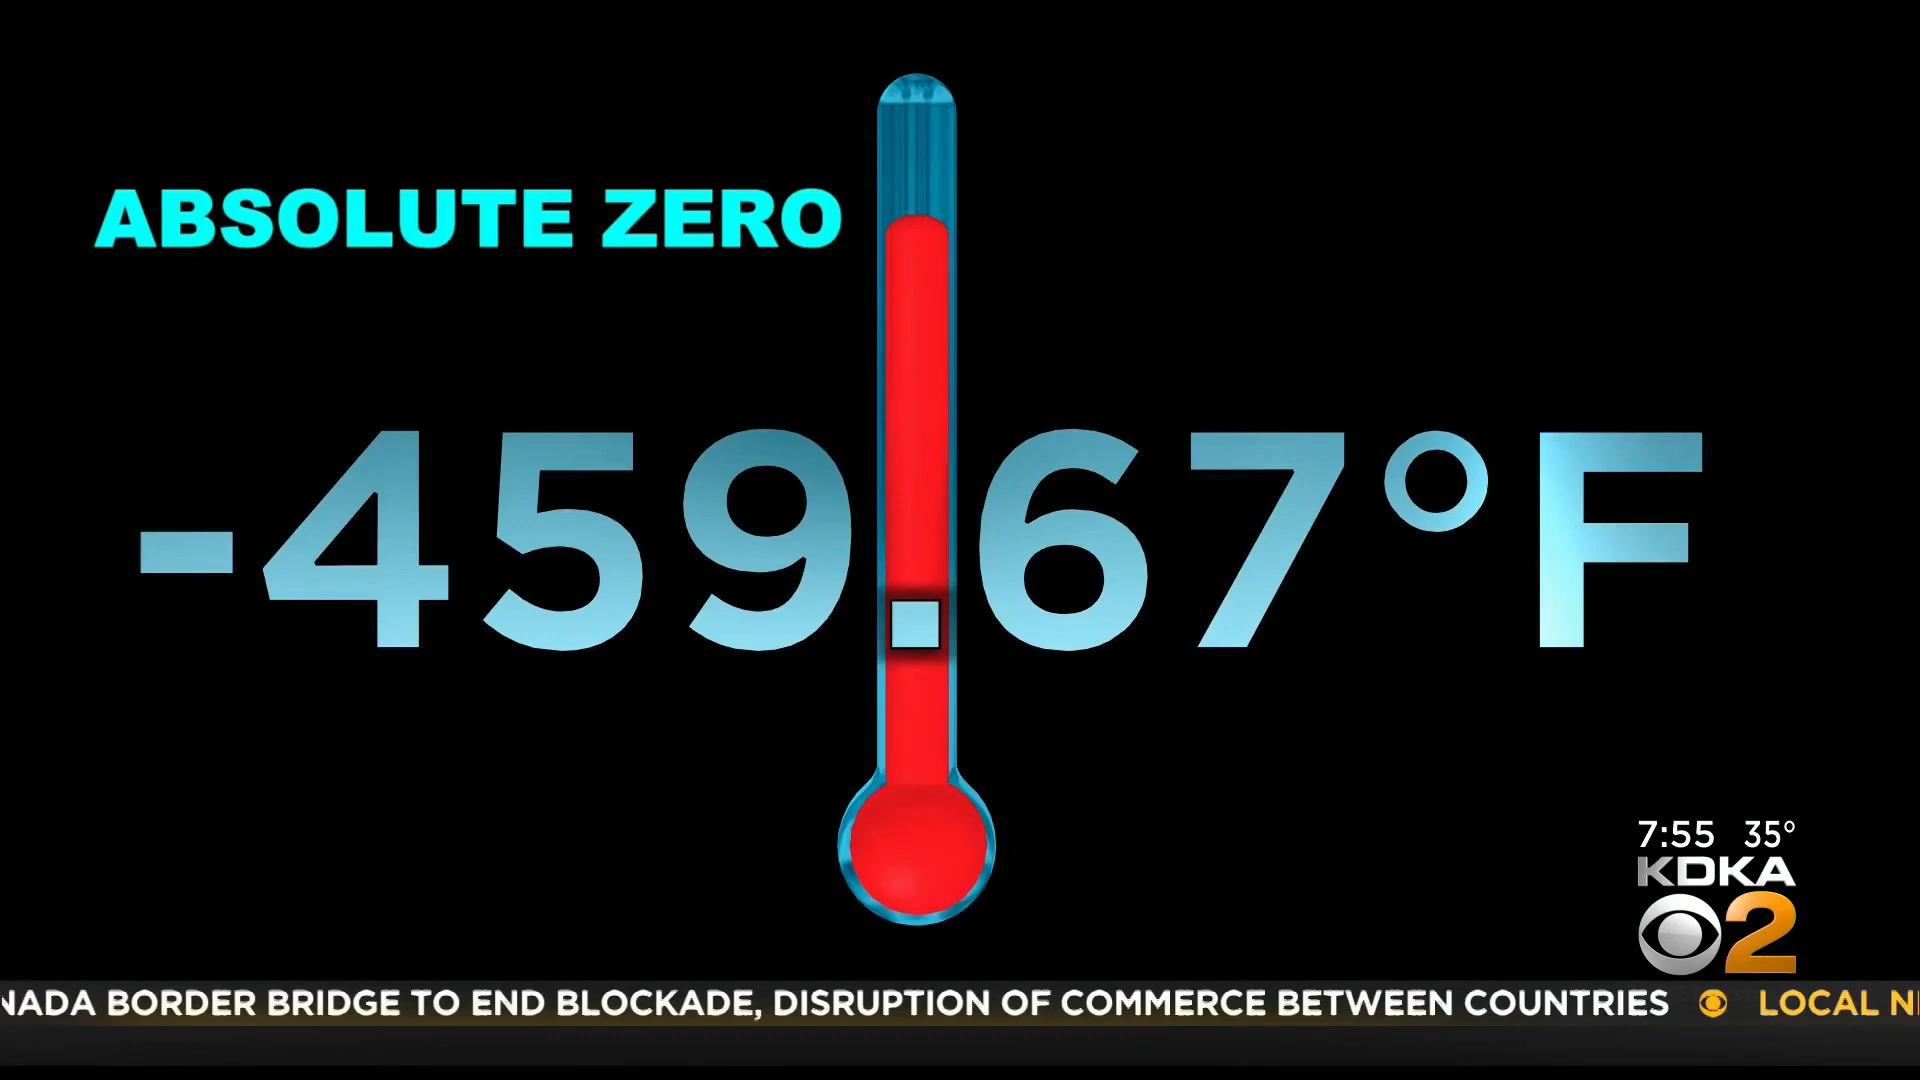 ABSOLUTE ZERO
-459.67°F
7:55 35°
KDKA
2
NADA BORDER BRIDGE TO END BLOCKADE, DISRUPTION OF COMMERCE BETWEEN COUNTRIES LOCAL